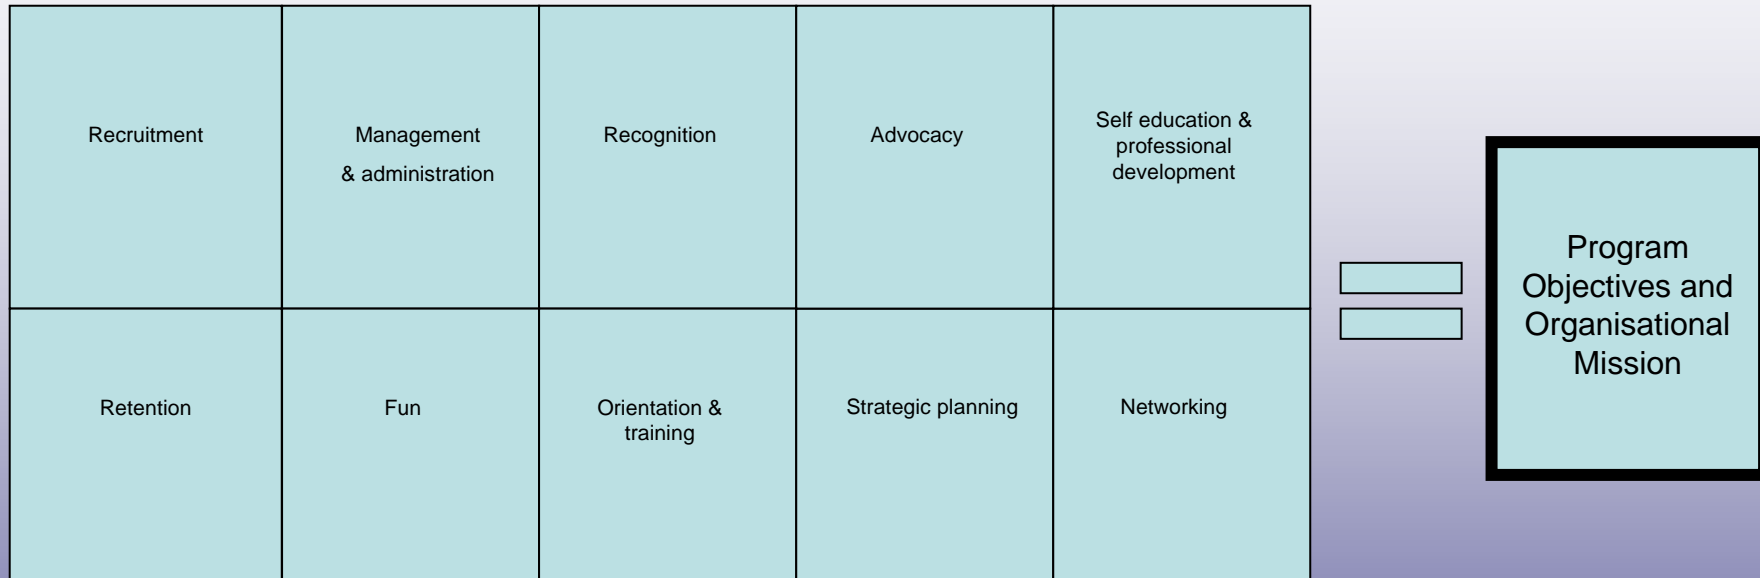 Recruitment
Management
& administration
Recognition
Advocacy
Self education &
professional
development
Retention
Fun
Orientation &
training
Strategic planning
Networking
Program
Objectives and
Organisational
Mission